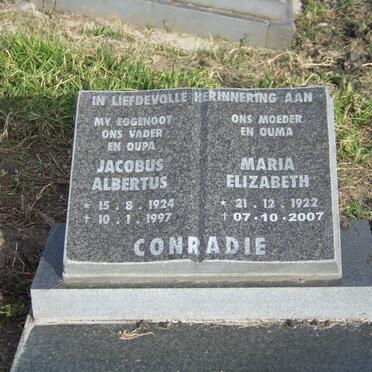 IN LIEFDEVOLLE HERINNERING AAN
MY EGGENOOT
ONS VADER
EN OUPA
JACOBUS
ALBERTUS
* 15 . 8 . 1924
† 10 . 1 . 1997
ONS MOEDER
EN OUMA
MARIA
ELIZABETH
* 21 . 12 . 1922
† 07.10.2007
CONRADIE